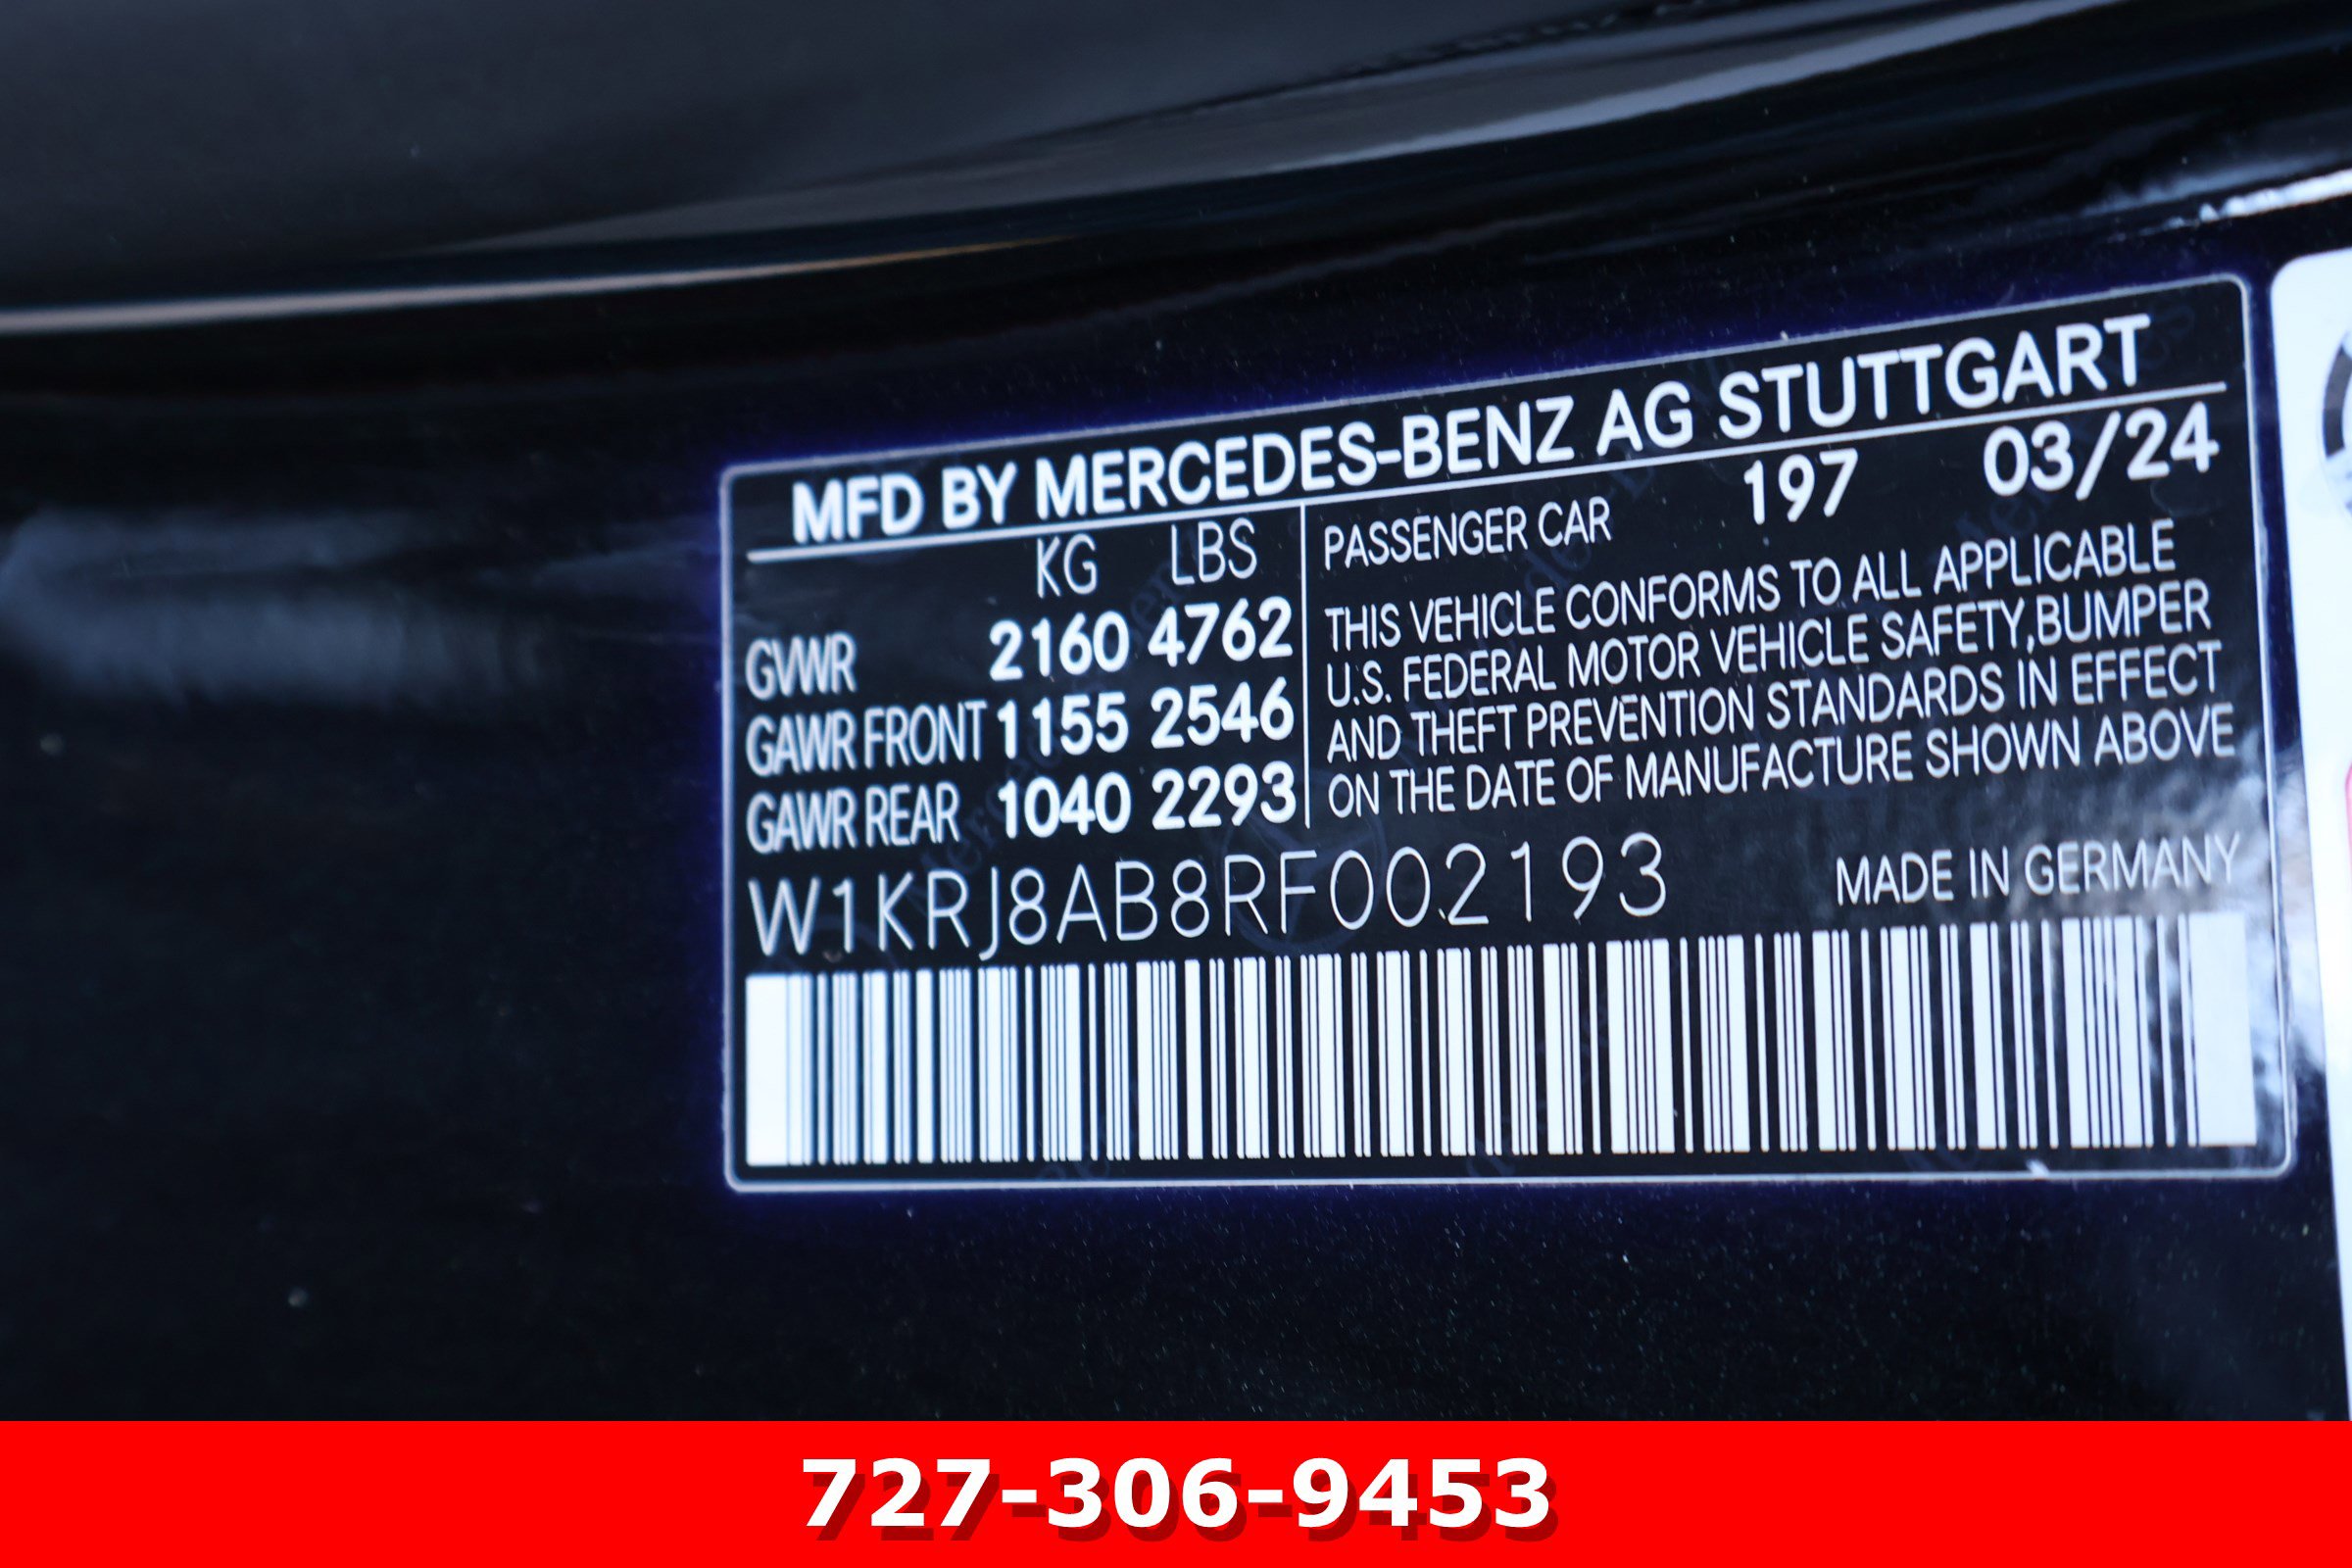 MFD BY MERCEDES-BENZ AG STUTTGART
KG LBS
GVWR 2160 4762
GAWR FRONT 1155 2546
GAWR REAR 1040 2293
PASSENGER CAR 197 03/24
THIS VEHICLE CONFORMS TO ALL APPLICABLE
U.S. FEDERAL MOTOR VEHICLE SAFETY,BUMPER
AND THEFT PREVENTION STANDARDS IN EFFECT
ON THE DATE OF MANUFACTURE SHOWN ABOVE
W1KRJ8AB8RF002193 MADE IN GERMANY
727-306-9453